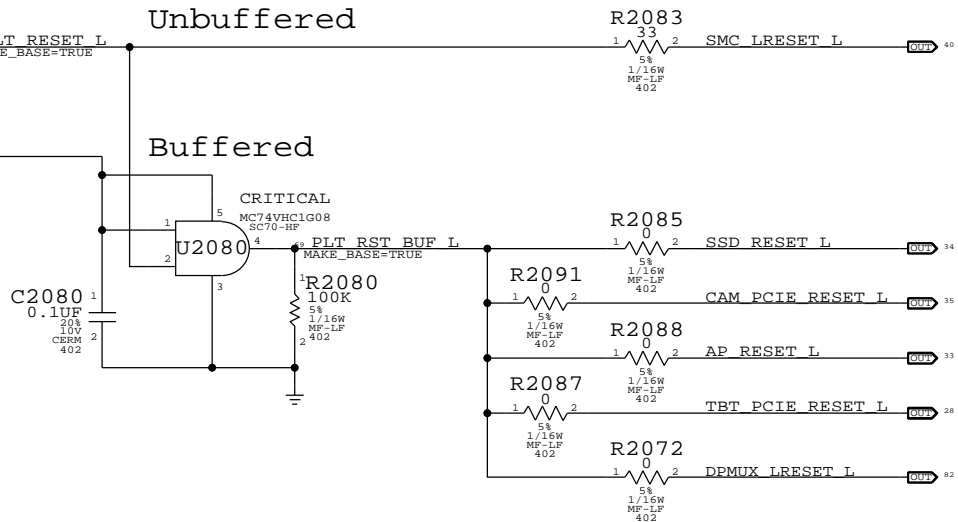 Unbuffered
LT_RESET_L
E_BASE=TRUE
R2083
33
1 2
5%
1/16W
MF-LF
402
SMC_LRESET_L
OUT 40
Buffered
CRITICAL
MC74VHC1G08
SC70-HF
5
1
2
U2080
4
3
69 PLT_RST_BUF_L
MAKE_BASE=TRUE
C2080
0.1UF
20%
10V
CERM
402
1
2
R2080
100K
5%
1/16W
MF-LF
402
1
2
R2085
0
1 2
5%
1/16W
MF-LF
402
SSD_RESET_L
OUT 34
R2091
0
1 2
5%
1/16W
MF-LF
402
CAM_PCIE_RESET_L
OUT 35
R2088
0
1 2
5%
1/16W
MF-LF
402
AP_RESET_L
OUT 33
R2087
0
1 2
5%
1/16W
MF-LF
402
TBT_PCIE_RESET_L
OUT 28
R2072
0
1 2
5%
1/16W
MF-LF
402
DPMUX_LRESET_L
OUT 82